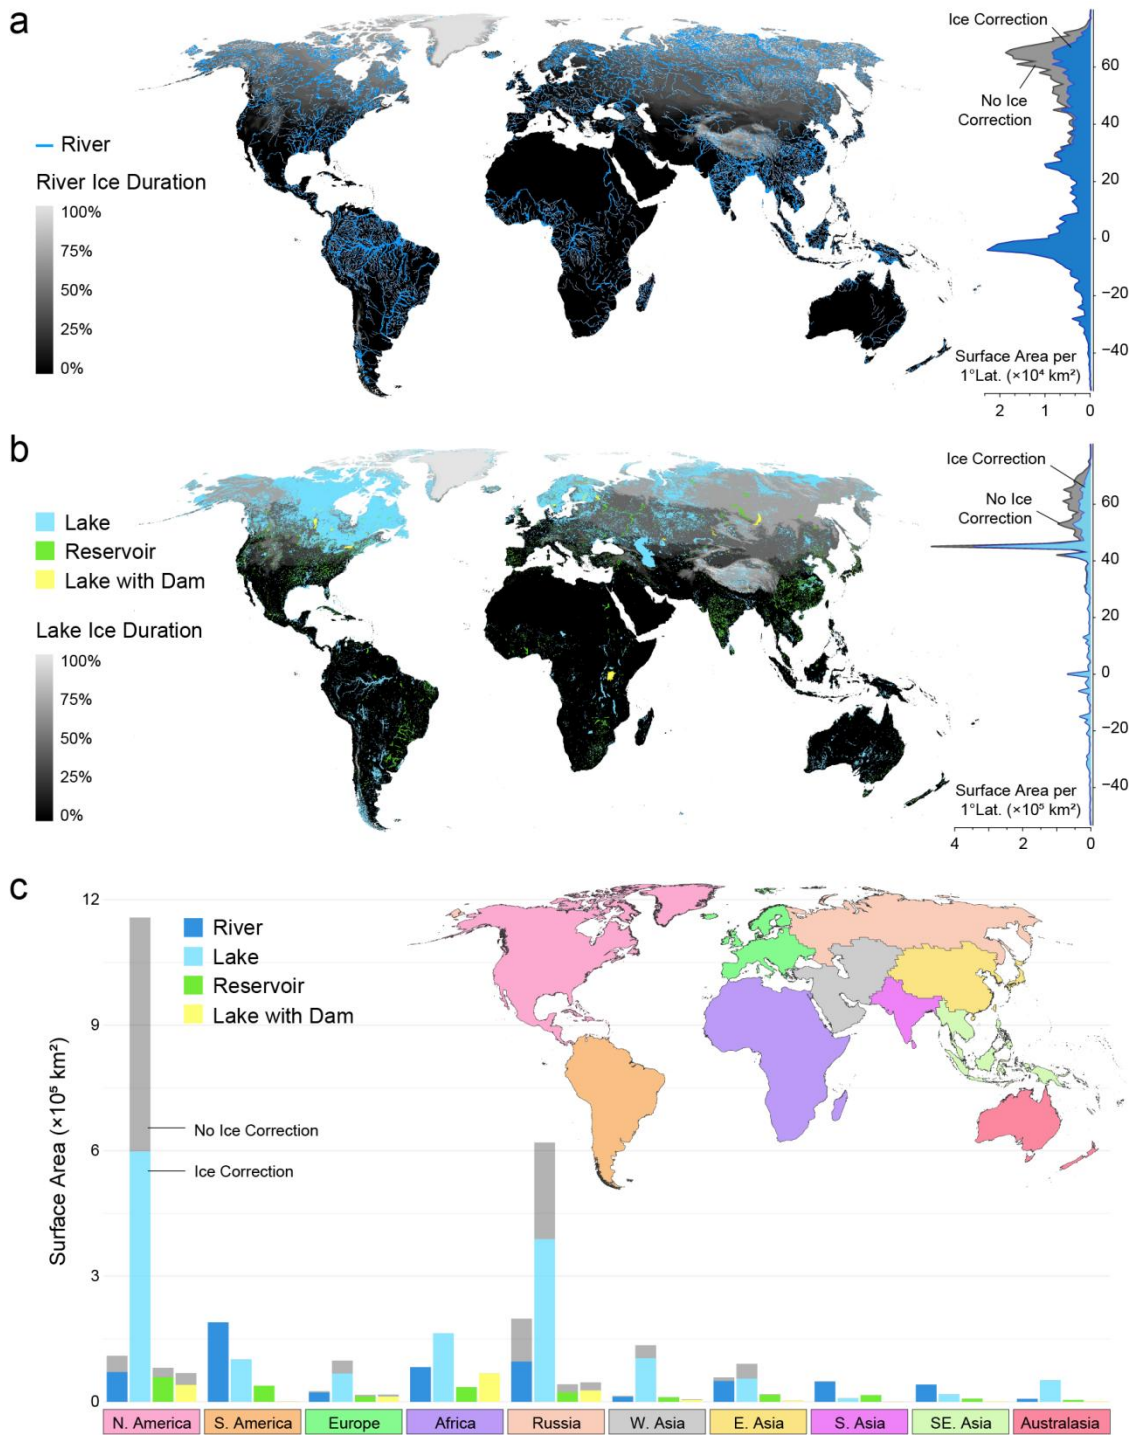 a
River
River Ice Duration
100%
75%
50%
25%
0%
Ice Correction
No Ice
Correction
60
40
20
0
−20
−40
Surface Area per
1°Lat. (×10⁴ km²)
2 1 0
b
Lake
Reservoir
Lake with Dam
Lake Ice Duration
100%
75%
50%
25%
0%
Ice Correction
No Ice
Correction
60
40
20
0
−20
−40
Surface Area per
1°Lat. (×10⁵ km²)
4 2 0
c
Surface Area (×10⁵ km²)
12
9
6
3
0
River
Lake
Reservoir
Lake with Dam
No Ice Correction
Ice Correction
N. America S. America Europe Africa Russia W. Asia E. Asia S. Asia SE. Asia Australasia